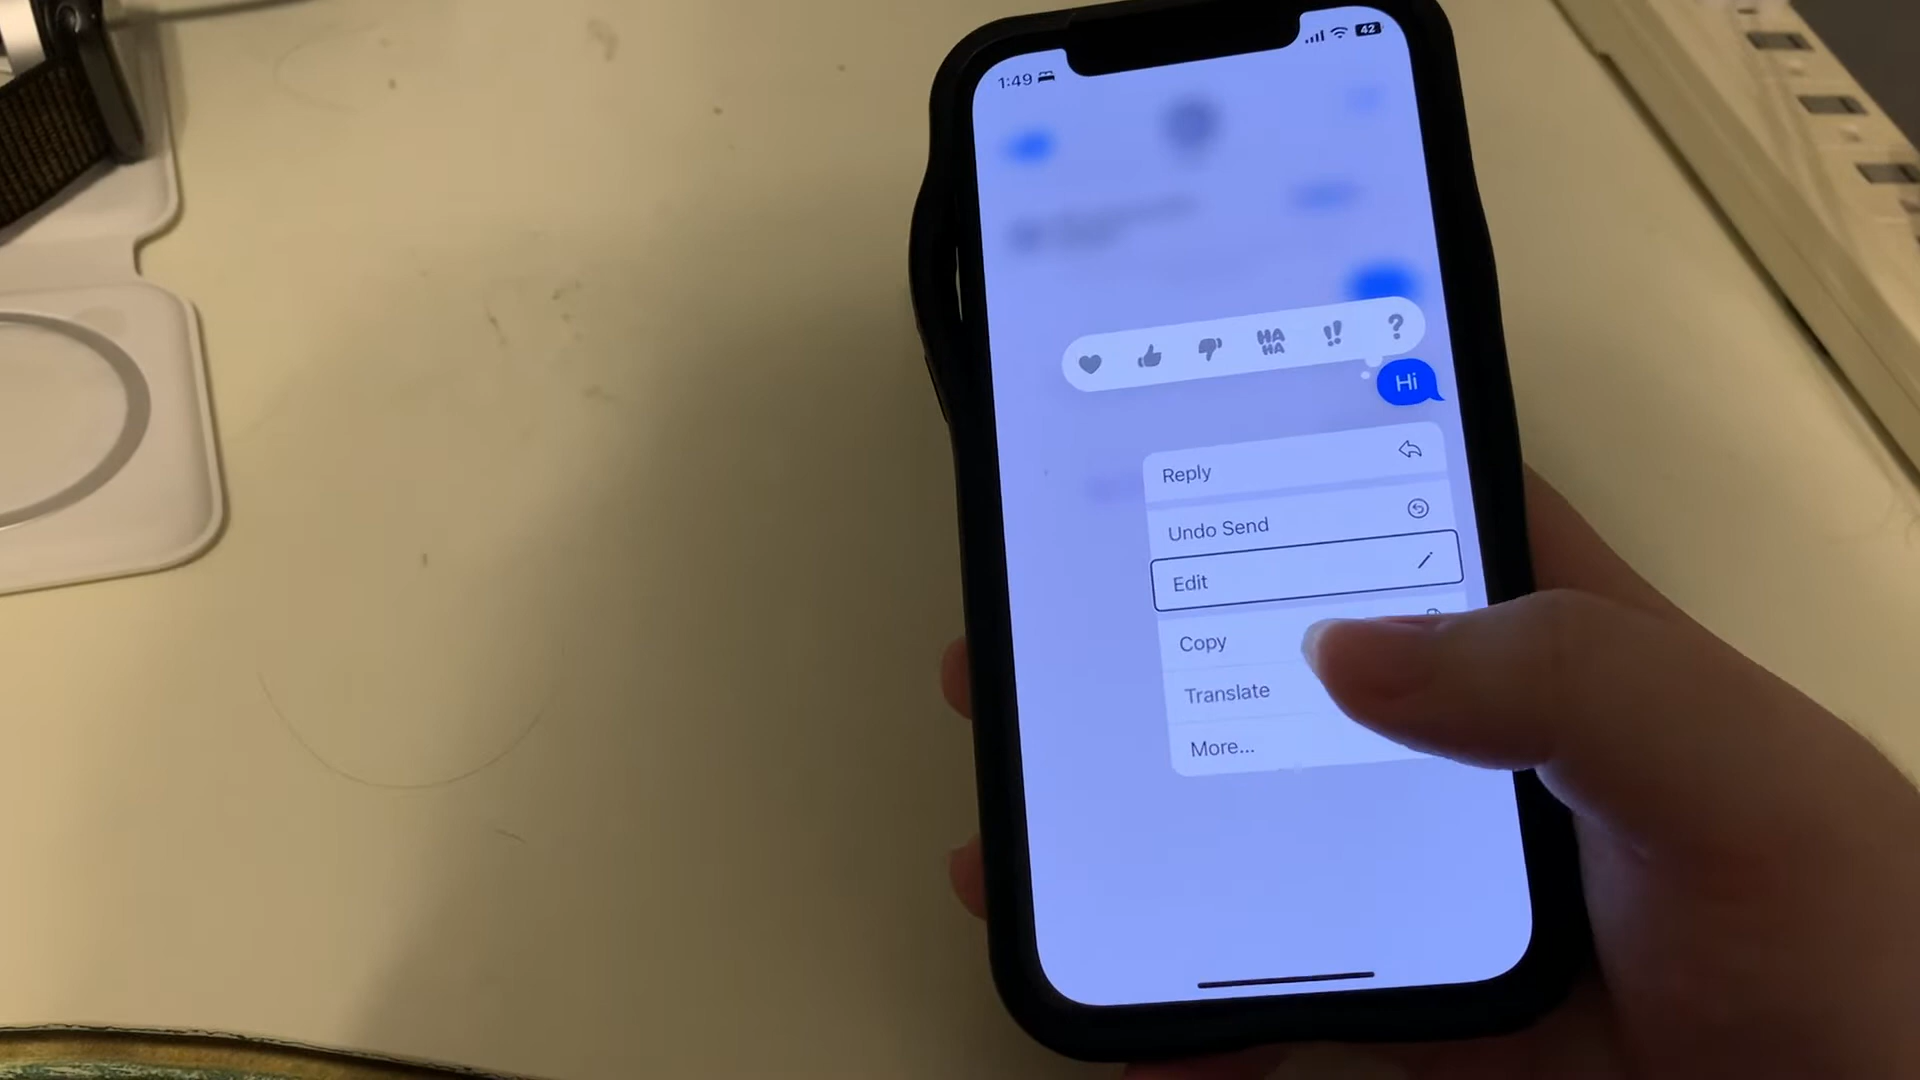 1:49
42
HA
HA
!!
?
Hi
Reply
Undo Send
Edit
Copy
Translate
More...